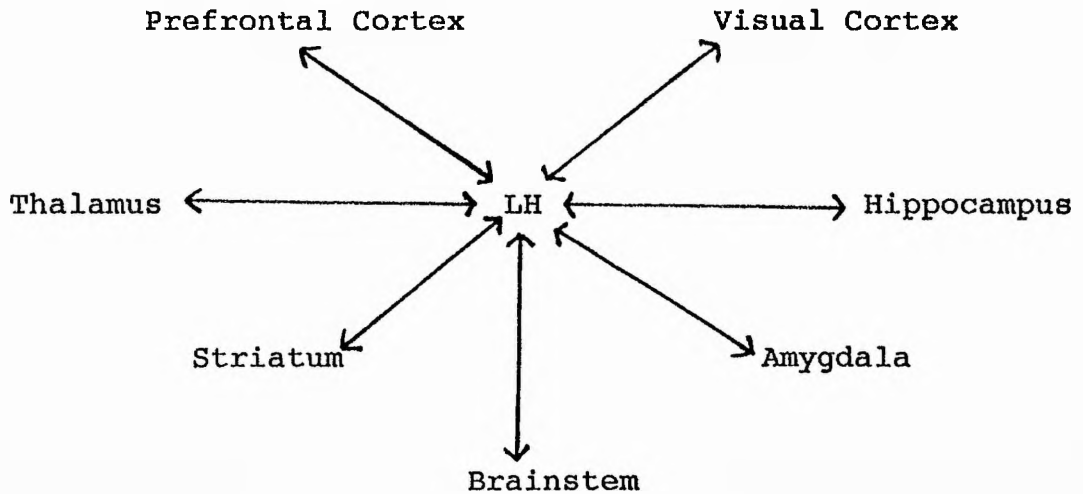 Prefrontal Cortex
Visual Cortex
Thalamus
LH
Hippocampus
Striatum
Amygdala
Brainstem